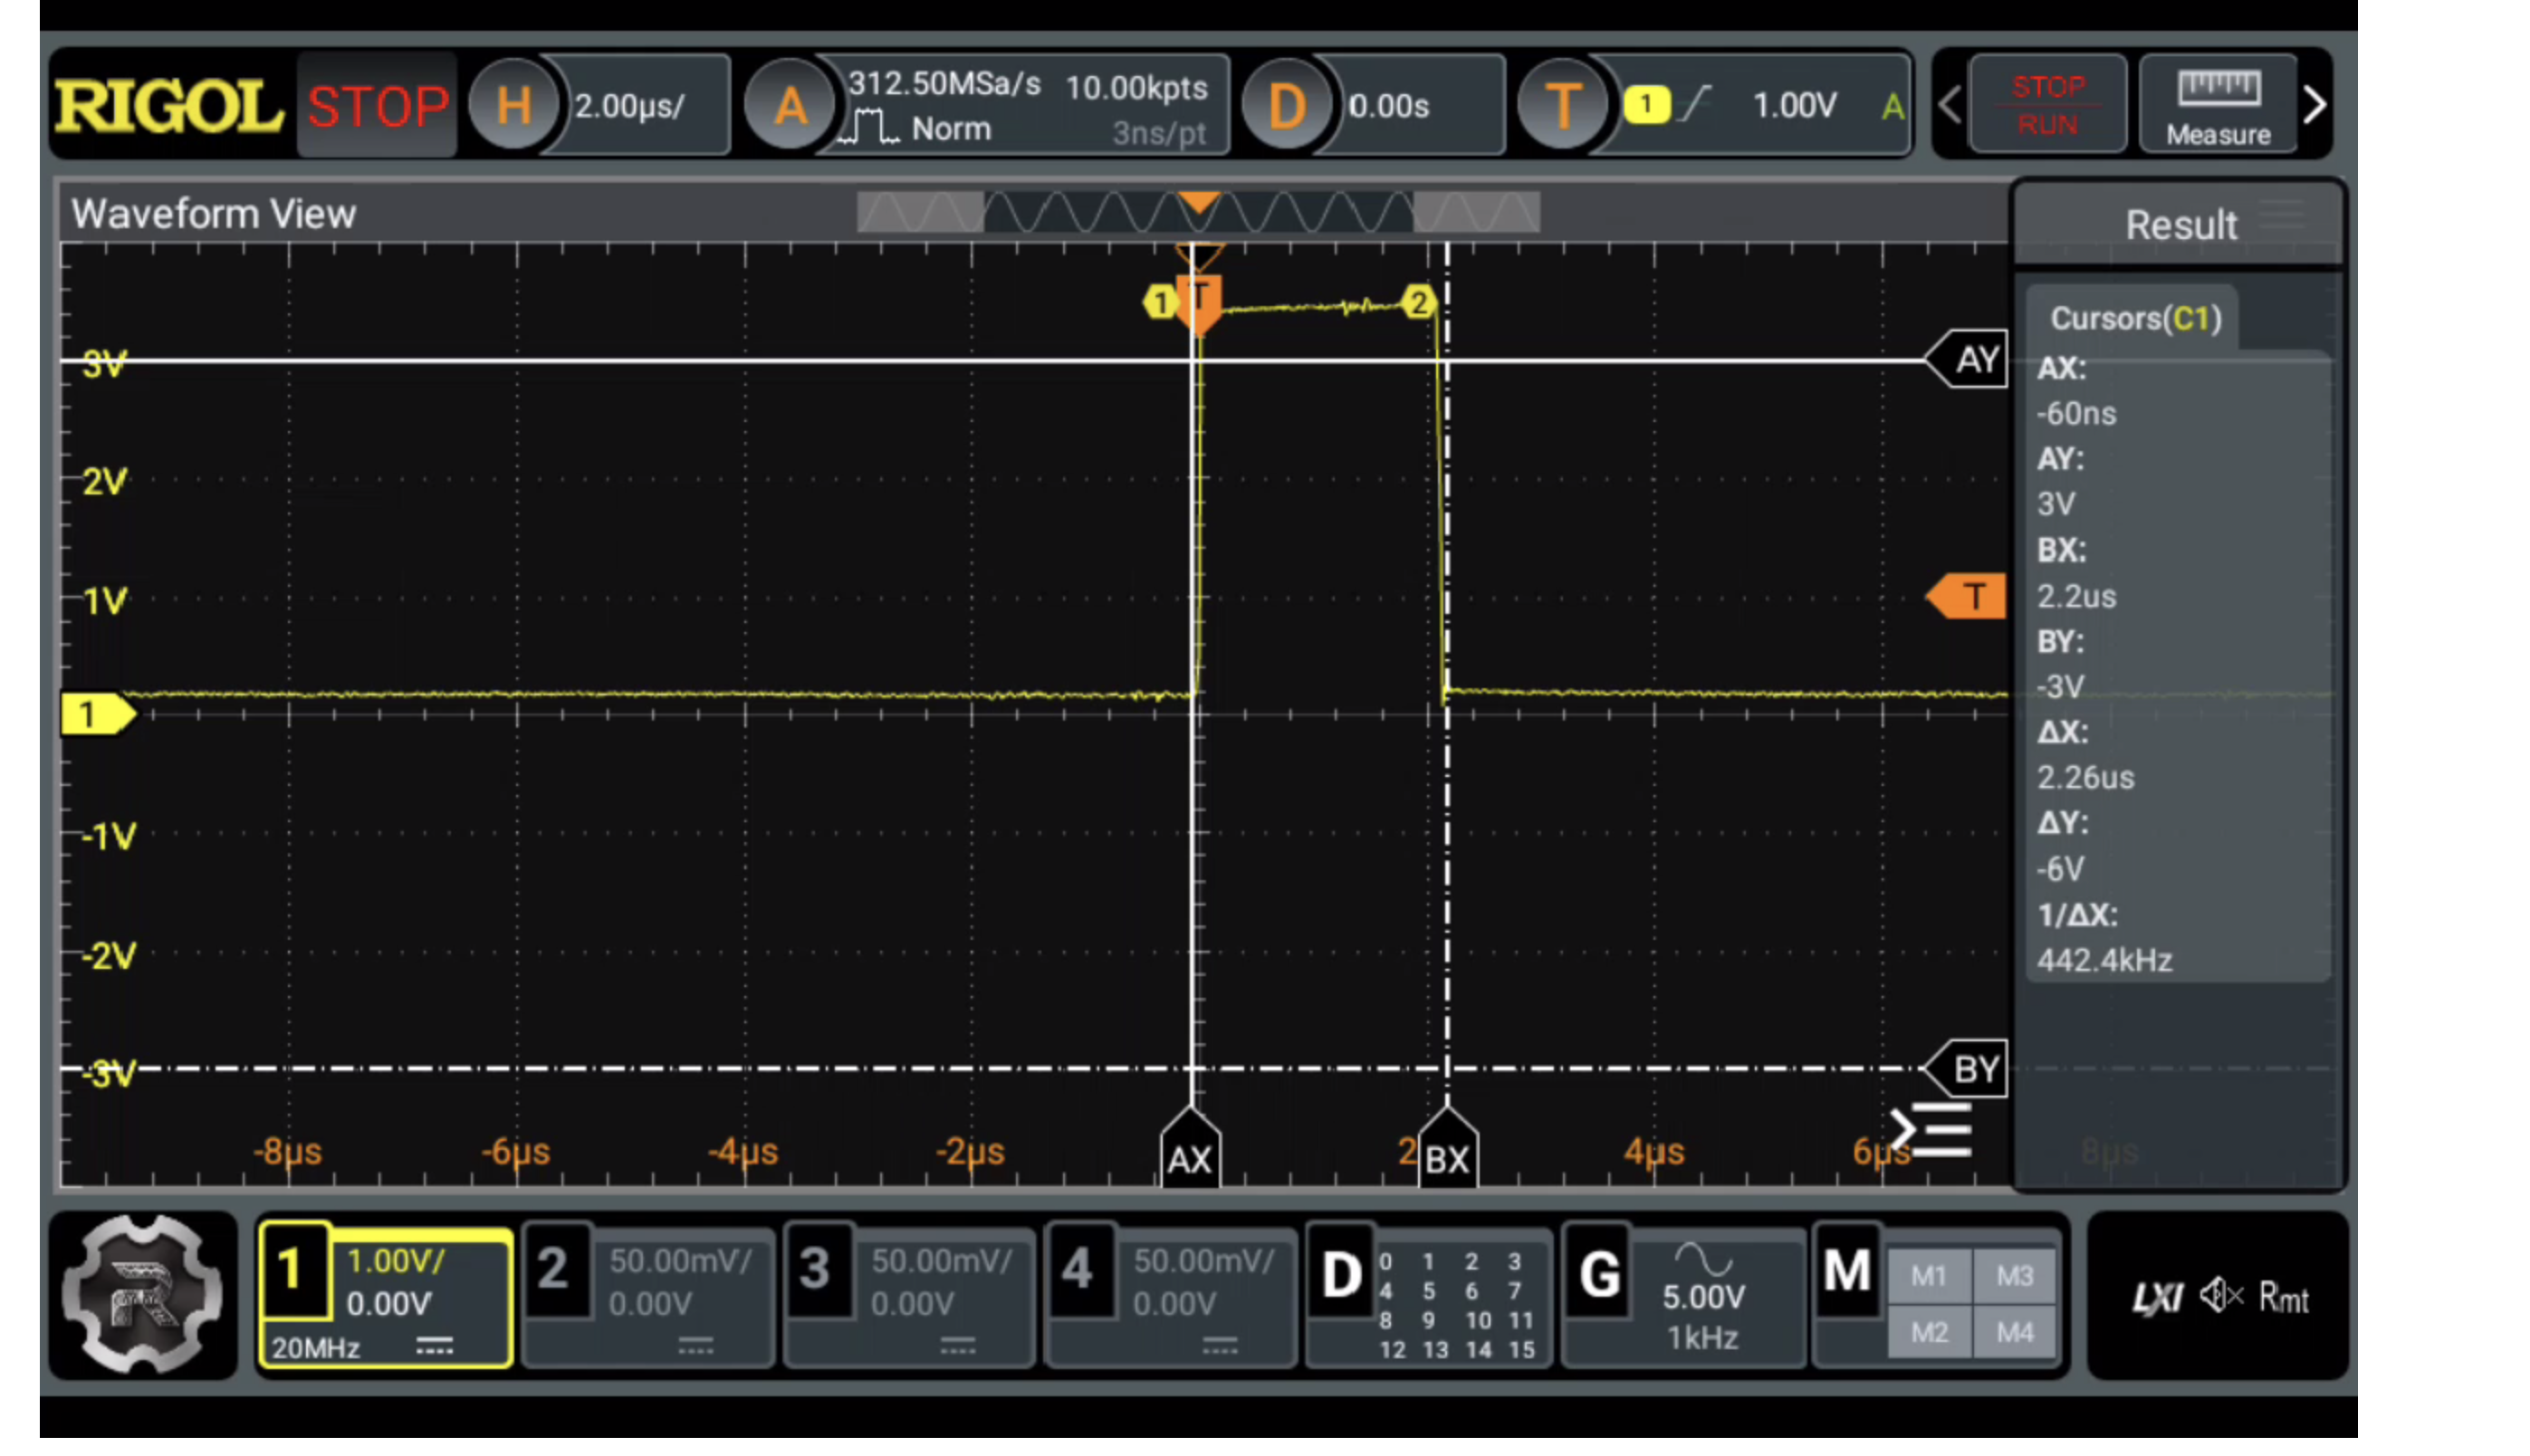 RIGOL STOP H 2.00µs/ A 312.50MSa/s 10.00kpts D 0.00s T 1 1.00V A STOP
Norm 3ns/pt RUN Measure
Waveform View
Result
Cursors(C1)
AX:
-60ns
AY:
3V
BX:
2.2us
BY:
-3V
ΔX:
2.26us
ΔY:
-6V
1/ΔX:
442.4kHz
1 T 2
3V AY
2V
1V T
1
-1V
-2V
-3V BY
-8µs -6µs -4µs -2µs AX 2 BX 4µs 6µs 8µs
R
1 1.00V/ 2 50.00mV/ 3 50.00mV/ 4 50.00mV/ D 0 1 2 3 G M M1 M3
0.00V 0.00V 0.00V 0.00V 4 5 6 7 5.00V LXI Rmt
8 9 10 11
20MHz 12 13 14 15 1kHz M2 M4